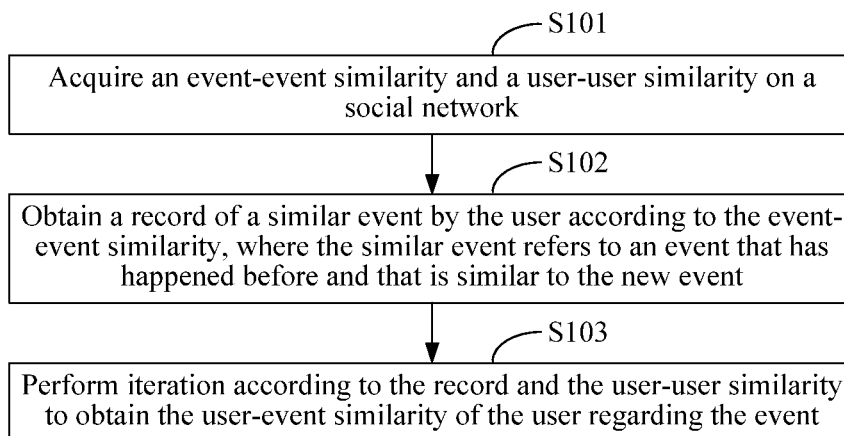 S101
Acquire an event-event similarity and a user-user similarity on a
social network
S102
Obtain a record of a similar event by the user according to the event-
event similarity, where the similar event refers to an event that has
happened before and that is similar to the new event
S103
Perform iteration according to the record and the user-user similarity
to obtain the user-event similarity of the user regarding the event